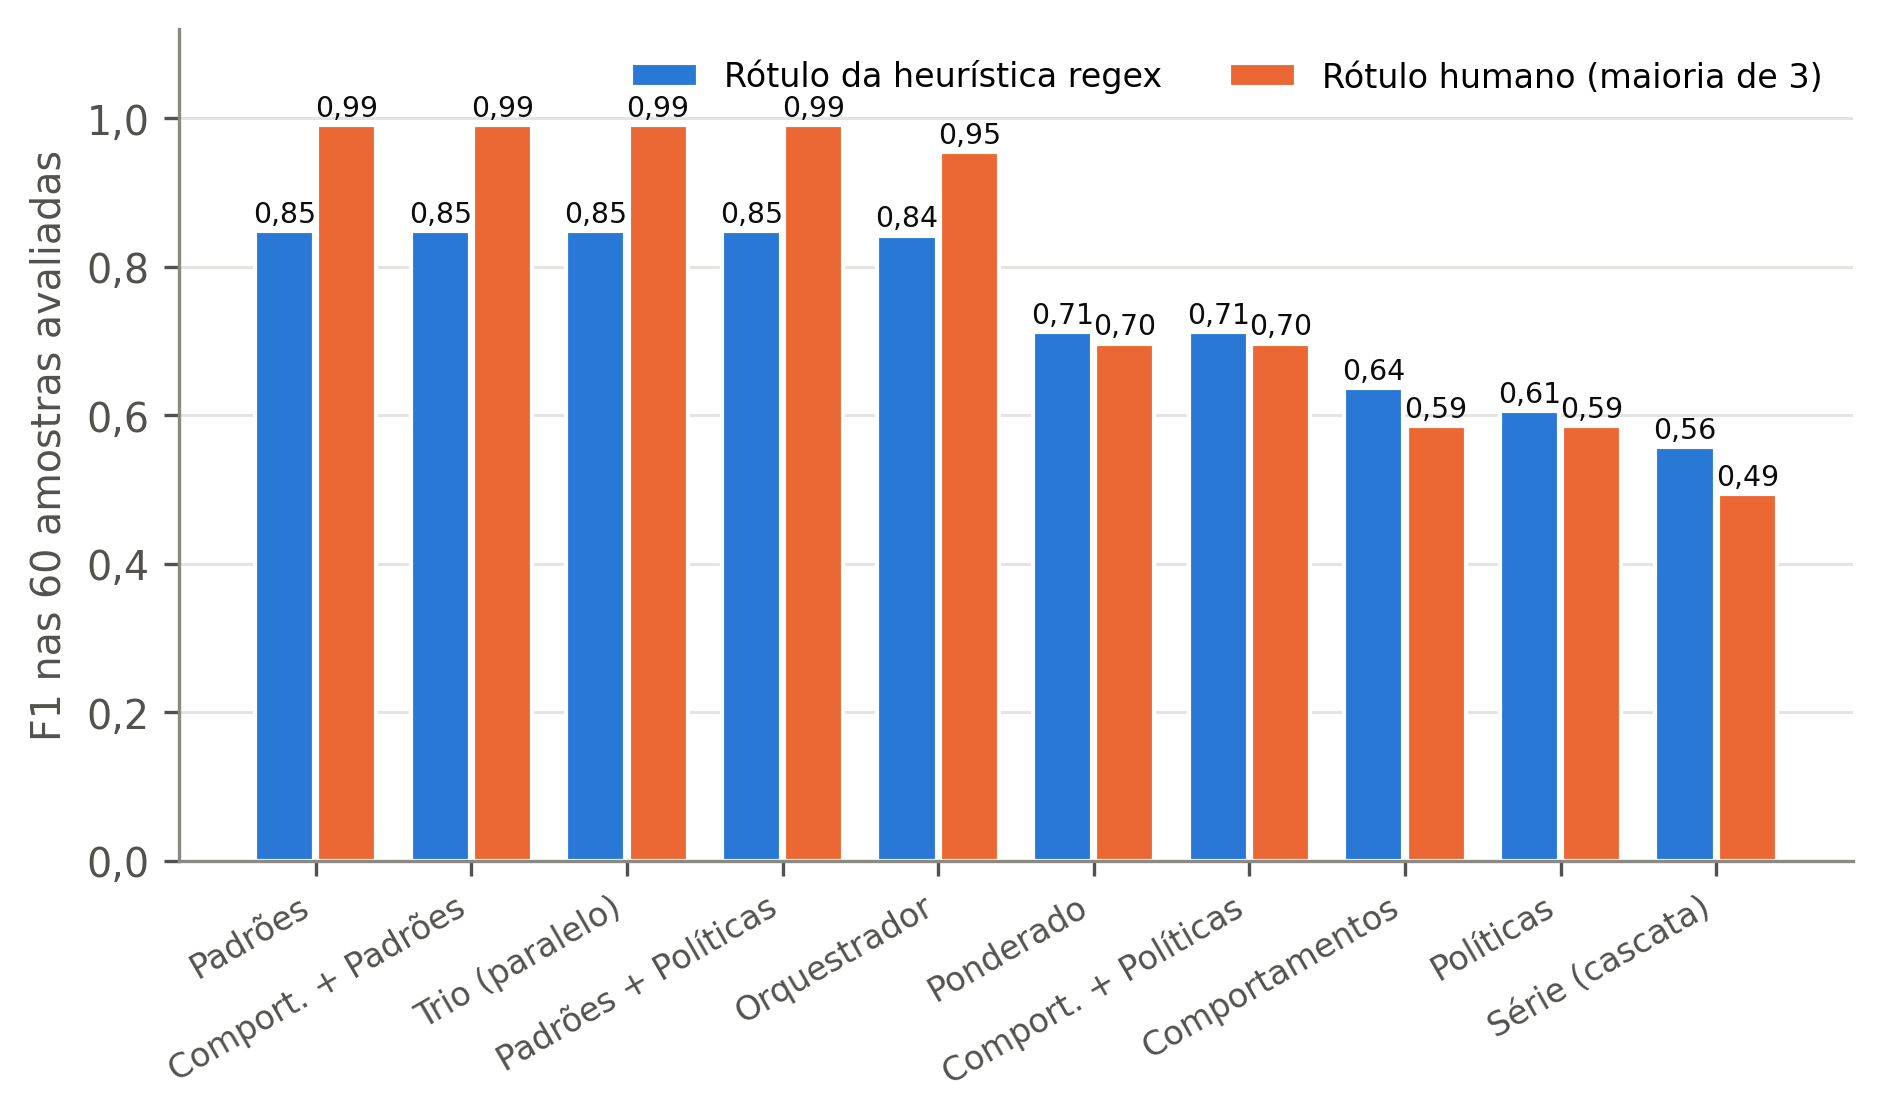 Rótulo da heurística regex
Rótulo humano (maioria de 3)
F1 nas 60 amostras avaliadas
1,0
0,8
0,6
0,4
0,2
0,0
0,85 0,99
0,85 0,99
0,85 0,99
0,85 0,99
0,84 0,95
0,71 0,70
0,71 0,70
0,64 0,59
0,61 0,59
0,56 0,49
Padrões
Comport. + Padrões
Trio (paralelo)
Padrões + Políticas
Orquestrador
Ponderado
Comport. + Políticas
Comportamentos
Políticas
Série (cascata)